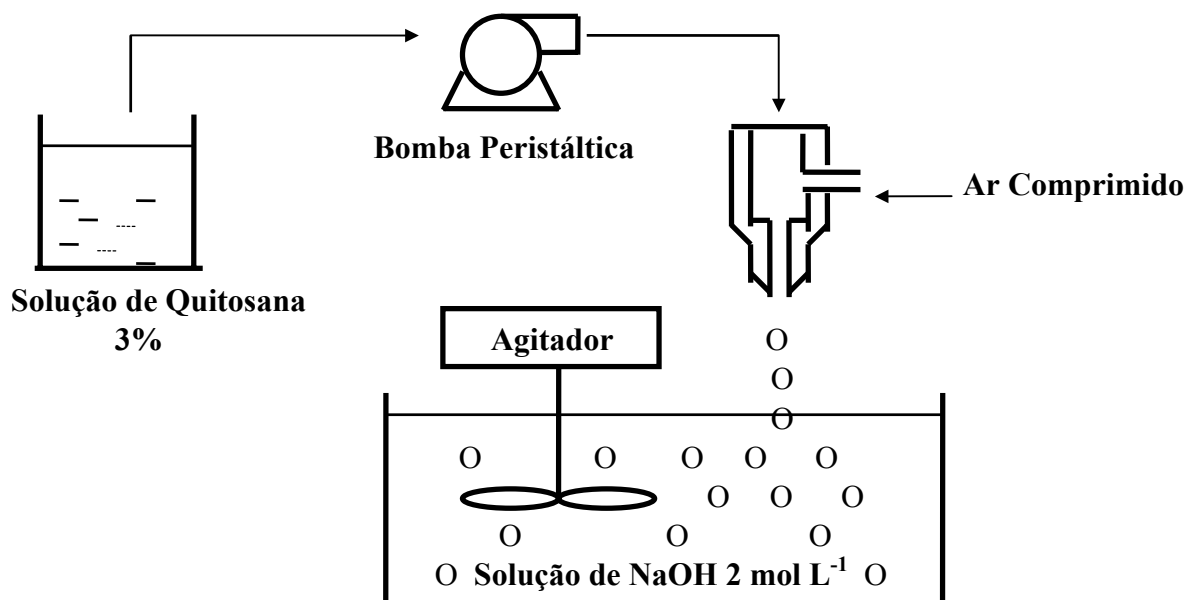 Bomba Peristáltica
Ar Comprimido
Solução de Quitosana
3%
Agitador
Solução de NaOH 2 mol L⁻¹